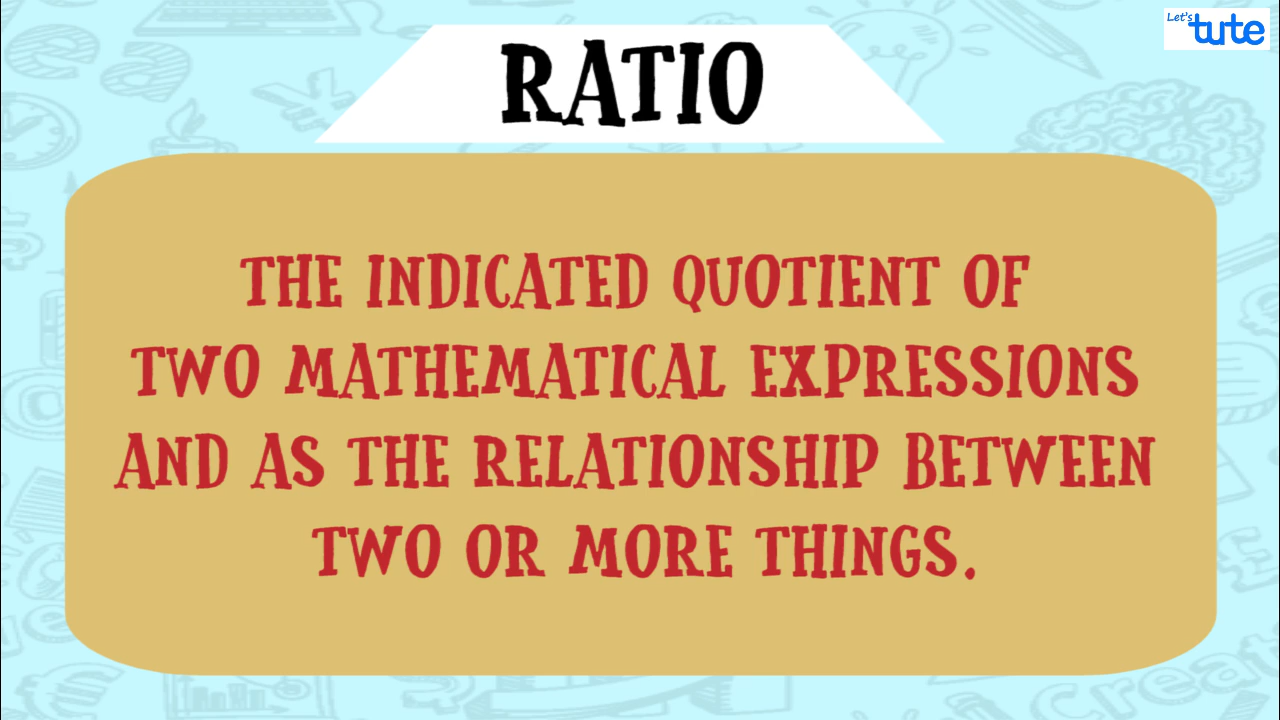 Let's
tute
RATIO
THE INDICATED QUOTIENT OF
TWO MATHEMATICAL EXPRESSIONS
AND AS THE RELATIONSHIP BETWEEN
TWO OR MORE THINGS.
Create